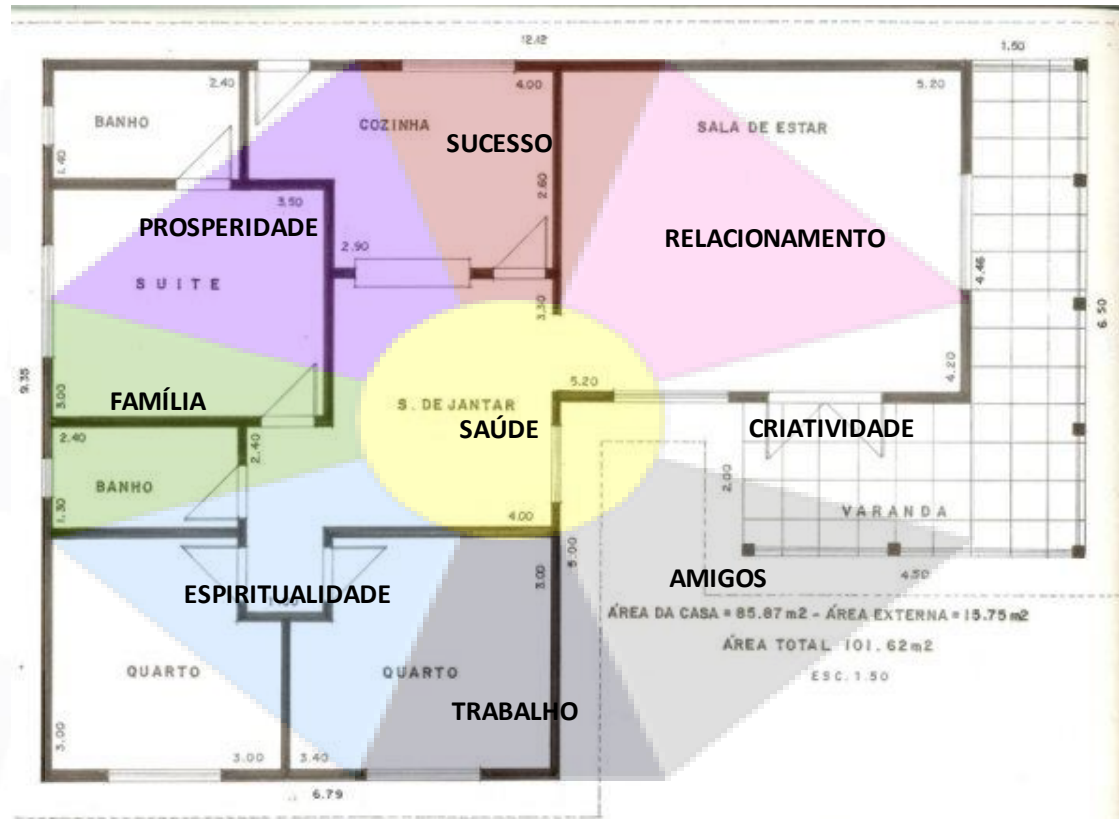 12.12
1.50
2.40
4.00
5.20
BANHO
COZINHA
SALA DE ESTAR
SUCESSO
1.40
2.60
3.50
PROSPERIDADE
RELACIONAMENTO
2.90
4.46
SUITE
3.30
6.50
9.35
3.00
FAMÍLIA
5.20
4.20
S. DE JANTAR
SAÚDE
CRIATIVIDADE
2.40
2.40
2.00
BANHO
1.30
4.00
VARANDA
5.00
3.00
AMIGOS
4.50
ESPIRITUALIDADE
ÁREA DA CASA = 85.87 m2 - ÁREA EXTERNA = 15.75 m2
ÁREA TOTAL 101.62 m2
ESC. 1.50
QUARTO
QUARTO
TRABALHO
3.00
3.00
3.40
6.79